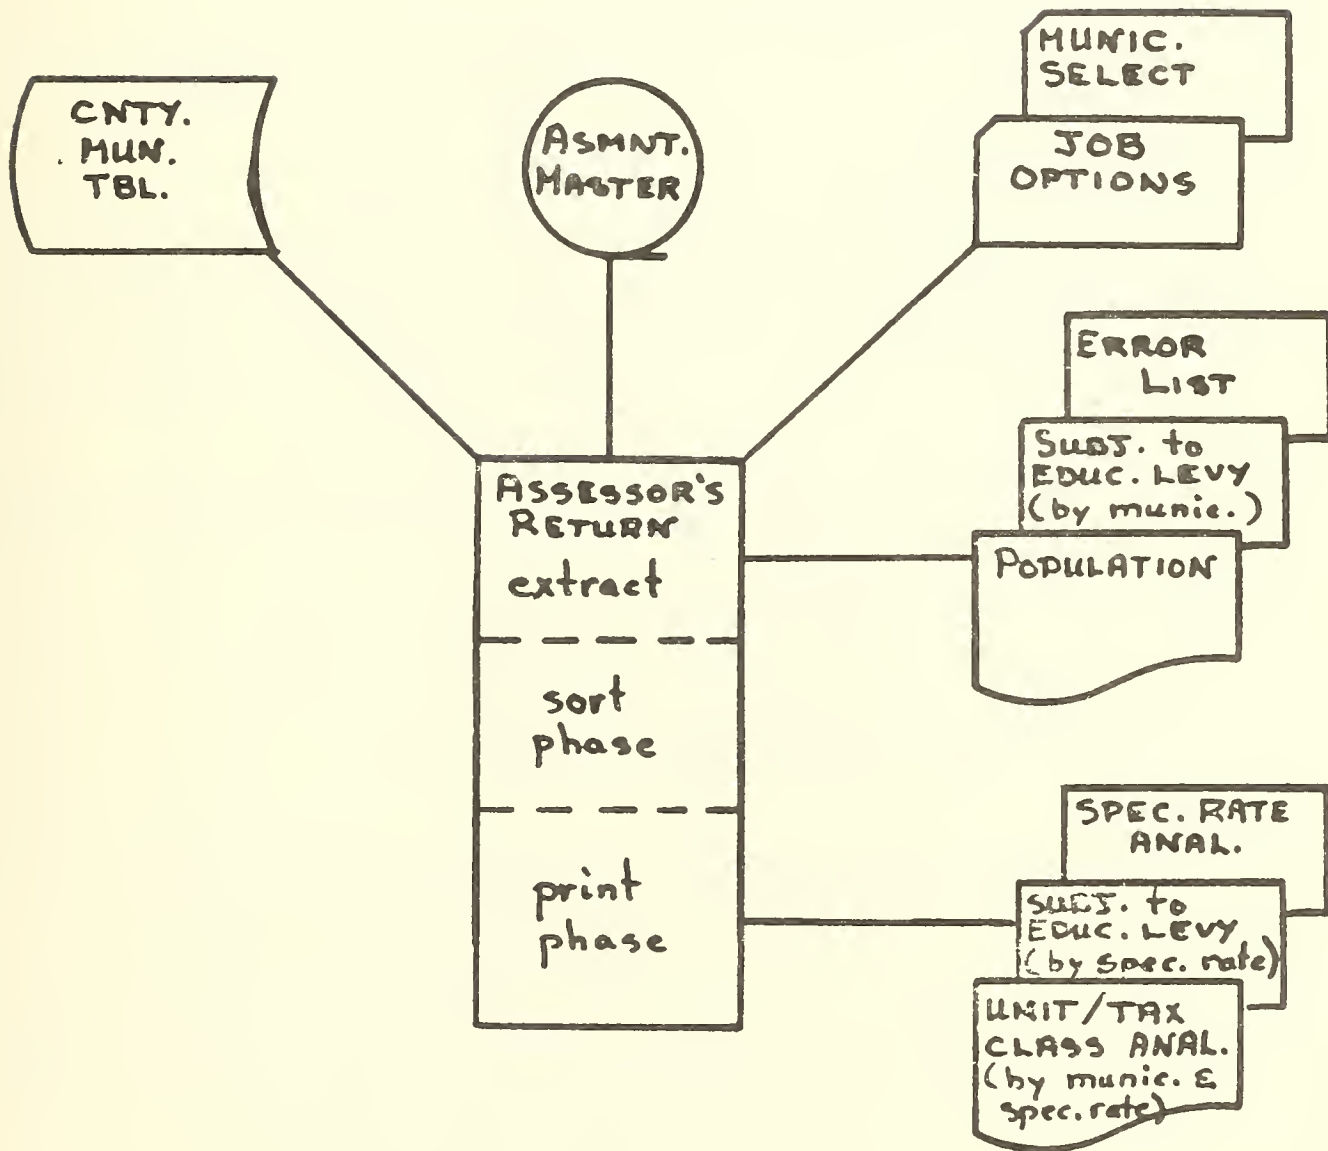 CNTY.
MUN.
TBL.
ASMNT.
MASTER
MUNIC.
SELECT
JOB
OPTIONS
ERROR
LIST
SUBJ. to
EDUC. LEVY
(by munic.)
POPULATION
ASSESSOR'S
RETURN
extract
sort
phase
print
phase
SPEC. RATE
ANAL.
SUBJ. to
EDUC. LEVY
(by spec. rate)
UNIT/TAX
CLASS ANAL.
(by munic. &
spec. rate)